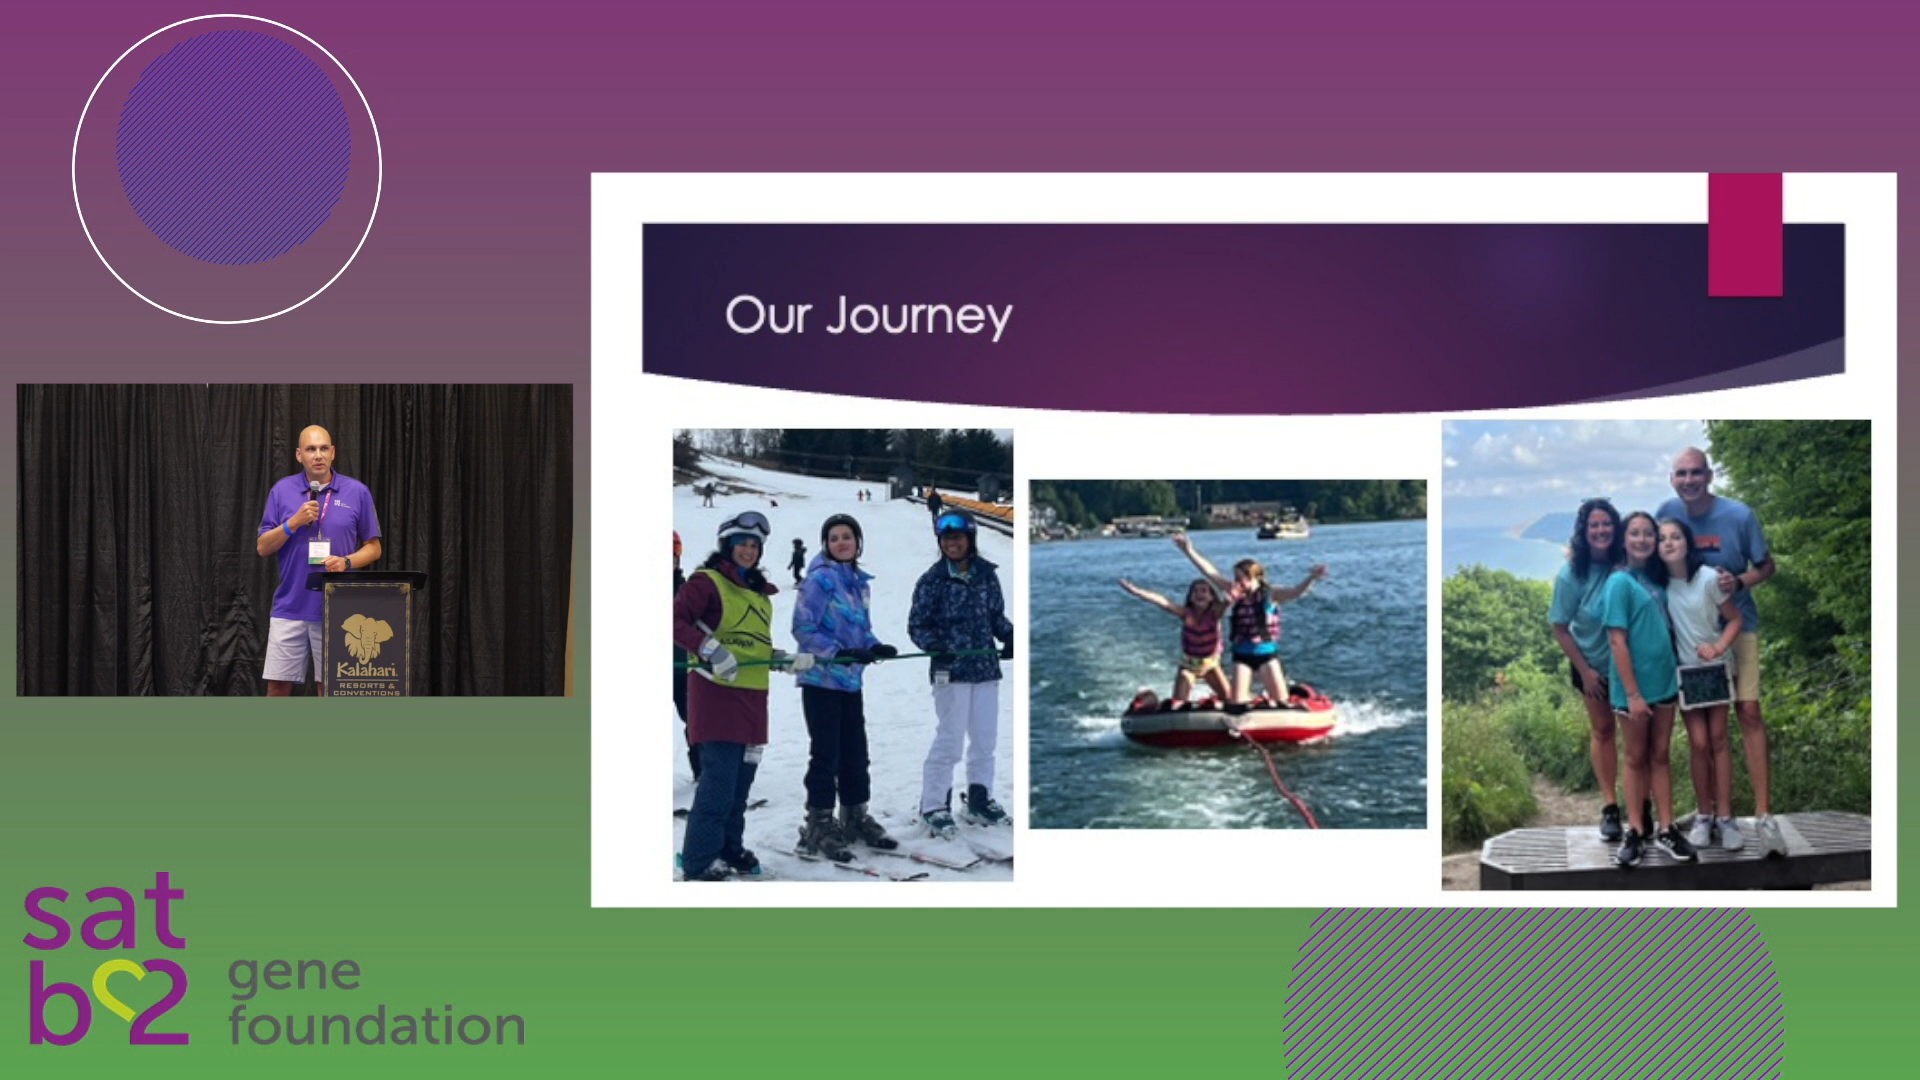 Our Journey
Kalahari
RESORTS &
CONVENTIONS
sat
b2
gene
foundation